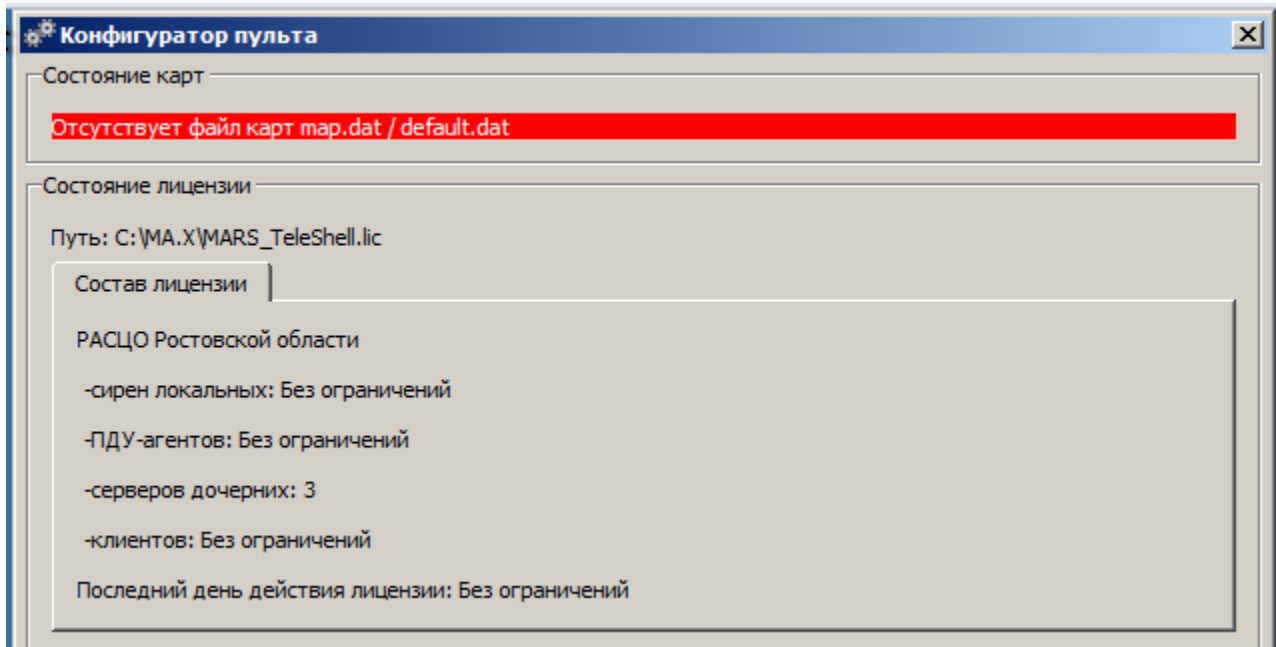 Конфигуратор пульта
Состояние карт
Отсутствует файл карт map.dat / default.dat
Состояние лицензии
Путь: C:\MA.X\MARS_TeleShell.lic
Состав лицензии
РАСЦО Ростовской области
-сирен локальных: Без ограничений
-ПДУ-агентов: Без ограничений
-серверов дочерних: 3
-клиентов: Без ограничений
Последний день действия лицензии: Без ограничений